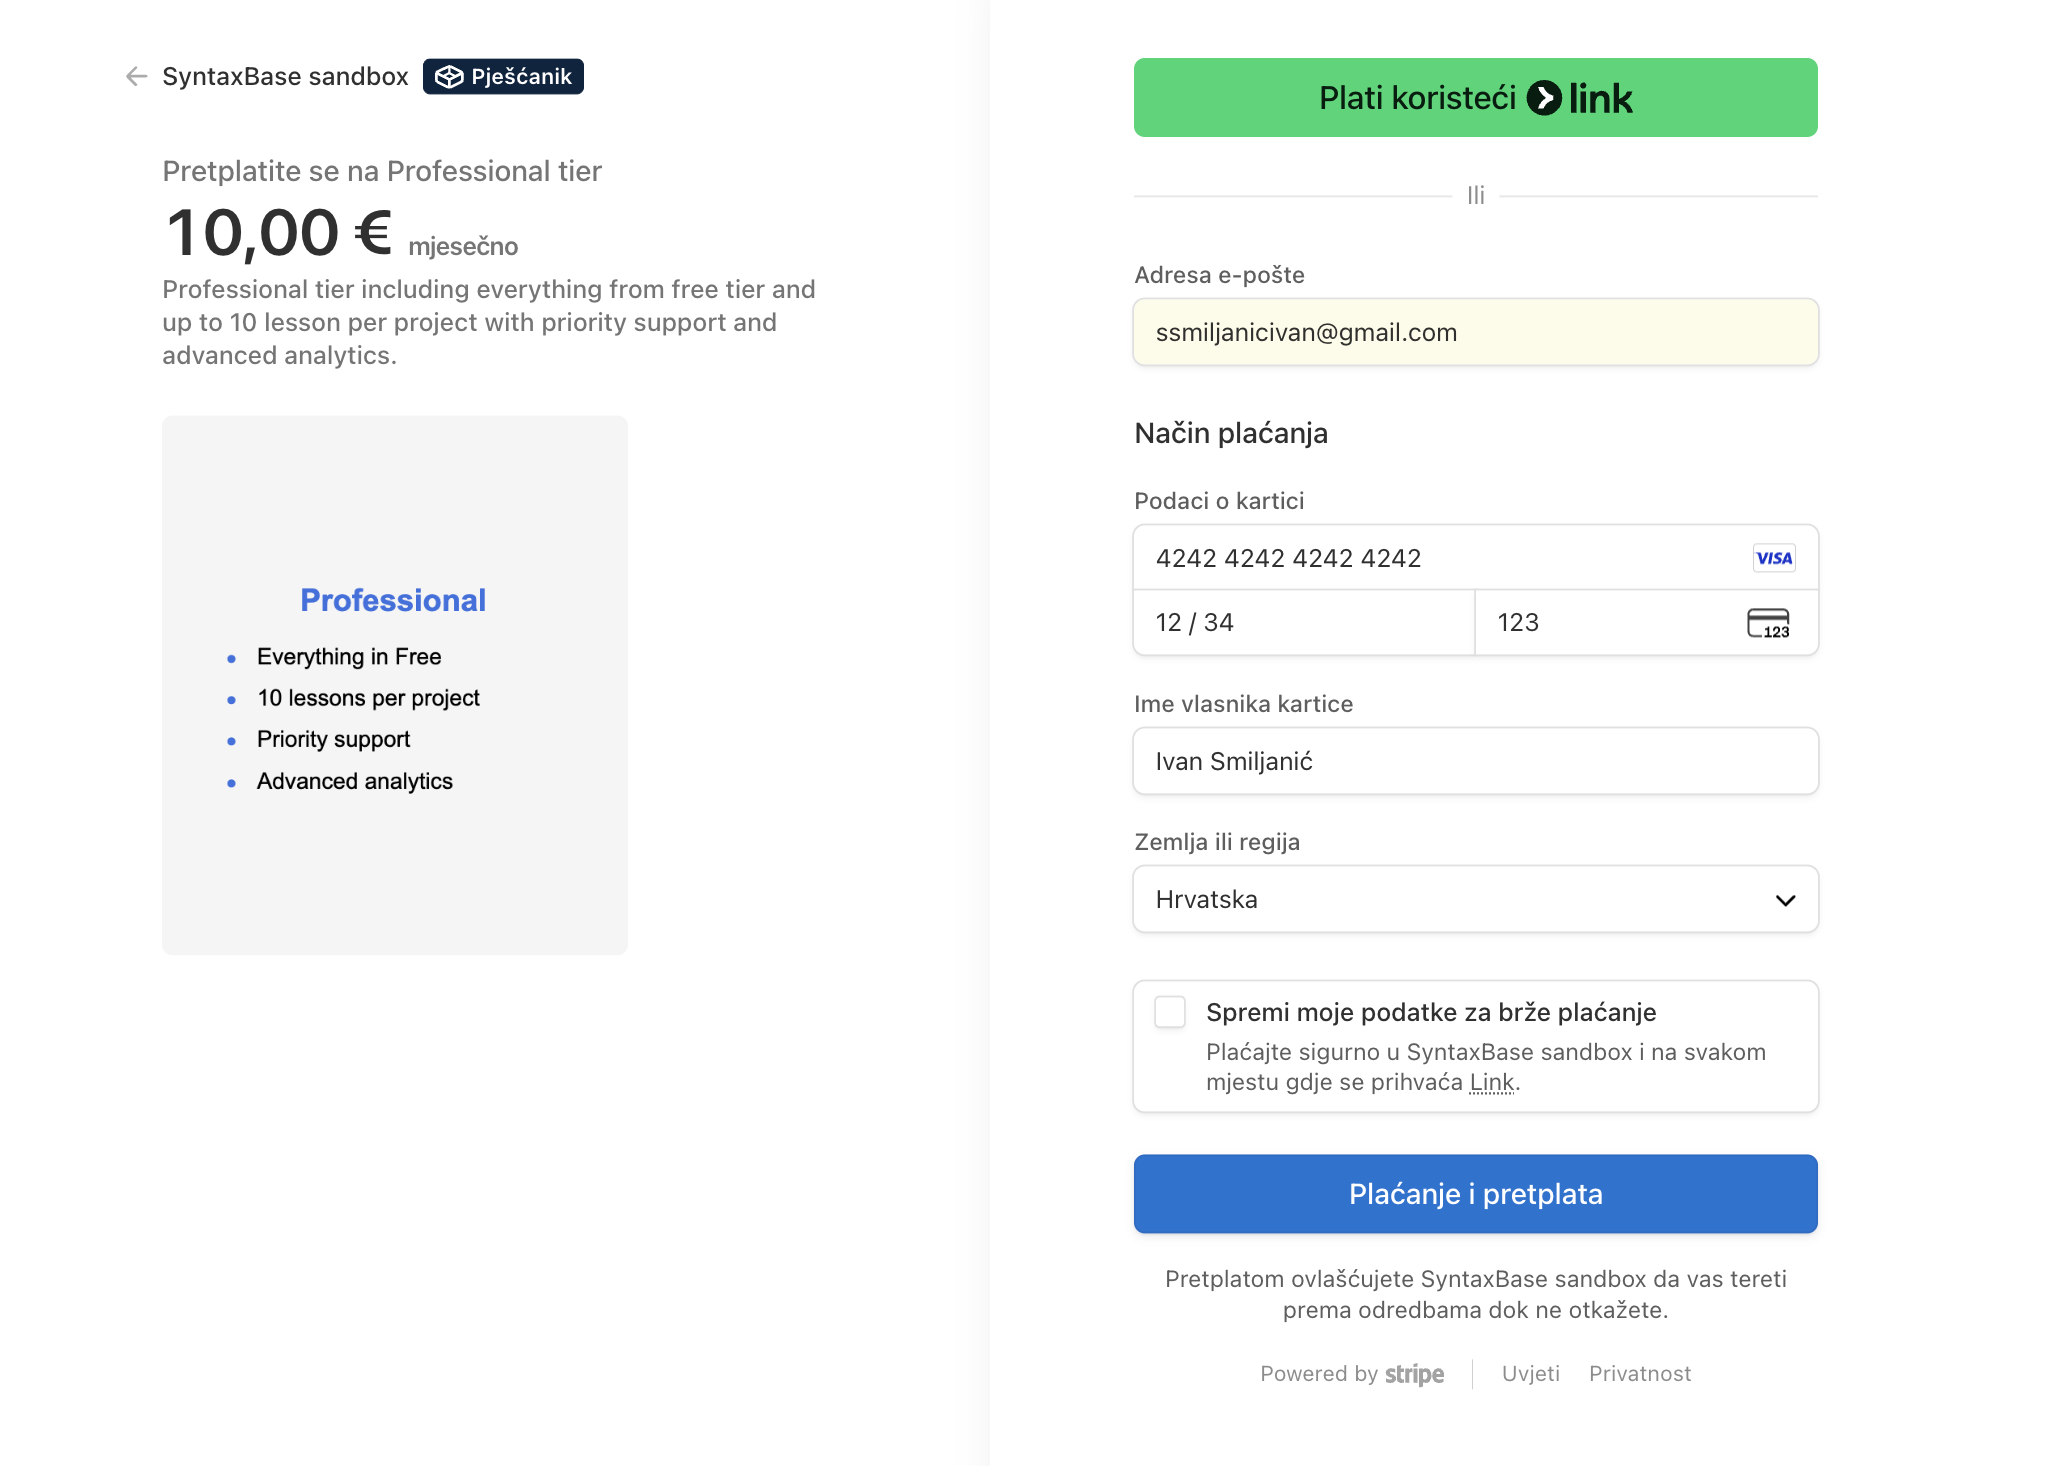 SyntaxBase sandbox Pješčanik
Pretplatite se na Professional tier
10,00 € mjesečno
Professional tier including everything from free tier and
up to 10 lesson per project with priority support and
advanced analytics.
Professional
• Everything in Free
• 10 lessons per project
• Priority support
• Advanced analytics
Plati koristeći link
Ili
Adresa e-pošte
ssmiljanicivan@gmail.com
Način plaćanja
Podaci o kartici
4242 4242 4242 4242 VISA
12 / 34 123 123
Ime vlasnika kartice
Ivan Smiljanić
Zemlja ili regija
Hrvatska
Spremi moje podatke za brže plaćanje
Plaćajte sigurno u SyntaxBase sandbox i na svakom
mjestu gdje se prihvaća Link.
Plaćanje i pretplata
Pretplatom ovlašćujete SyntaxBase sandbox da vas tereti
prema odredbama dok ne otkažete.
Powered by stripe Uvjeti Privatnost